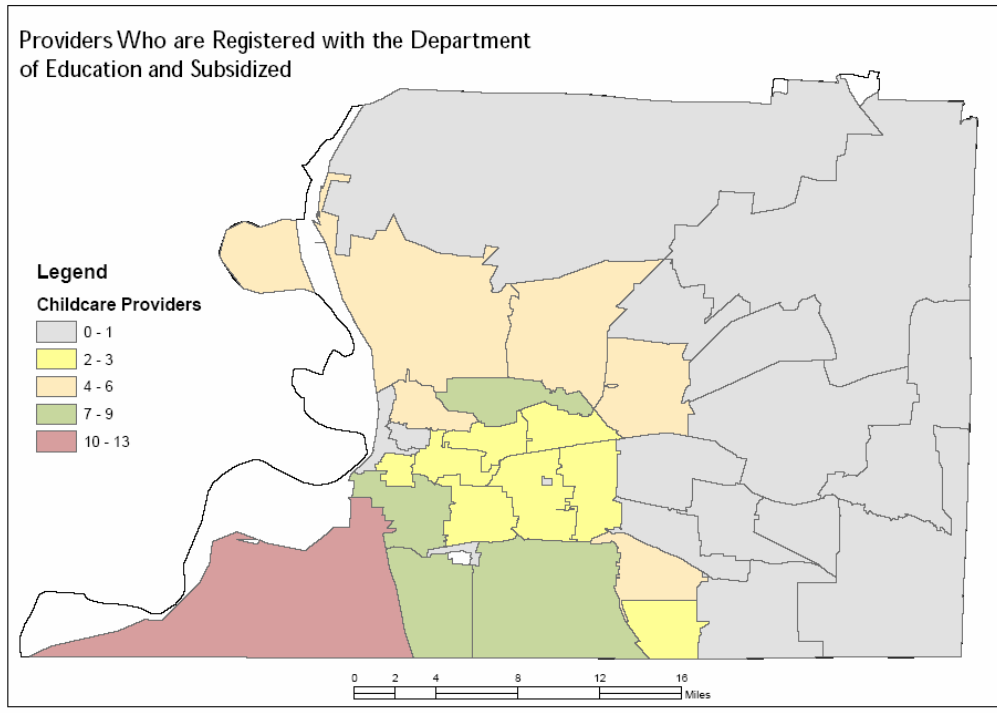 Providers Who are Registered with the Department
of Education and Subsidized
Legend
Childcare Providers
0 - 1
2 - 3
4 - 6
7 - 9
10 - 13
0 2 4 8 12 16
Miles